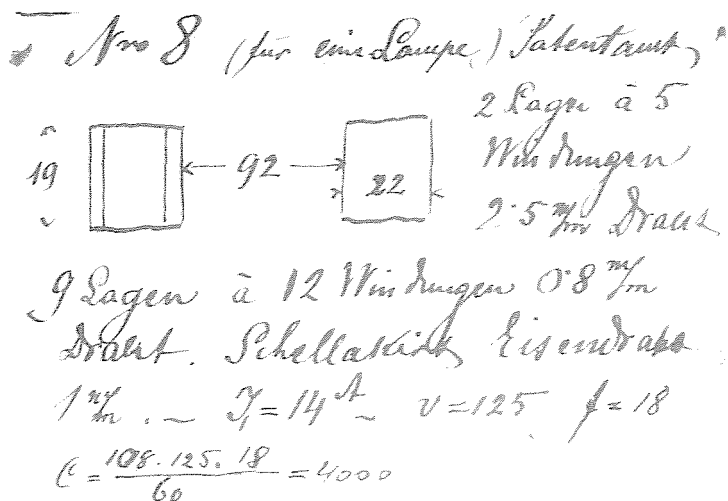 Nro 8 (für eine Lampe) Patentamt
2 Lagen à 5
Windungen
2·5 m/m Draht
19
92
22
9 Lagen à 12 Windungen 0·8 m/m
Draht. Schellackirt Eisendraht
1 m/m. – J₁ = 14 A – v = 125 f = 18
C = 108·125·18 / 60 = 4000